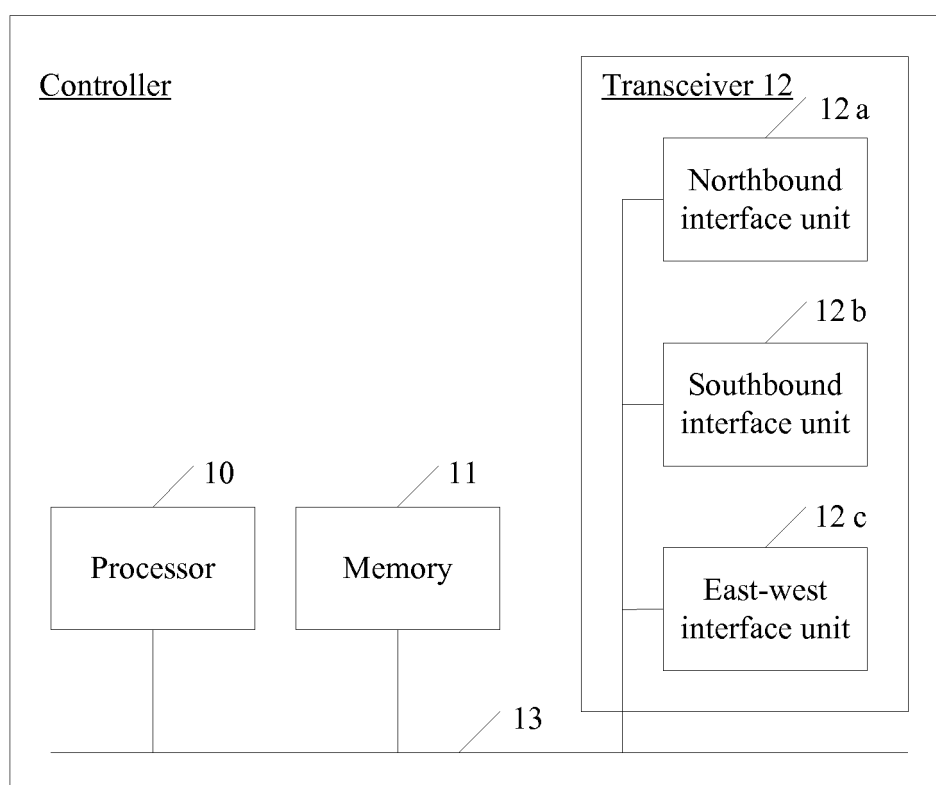 Controller
Transceiver 12
12 a
Northbound
interface unit
12 b
Southbound
interface unit
10
11
12 c
Processor
Memory
East-west
interface unit
13